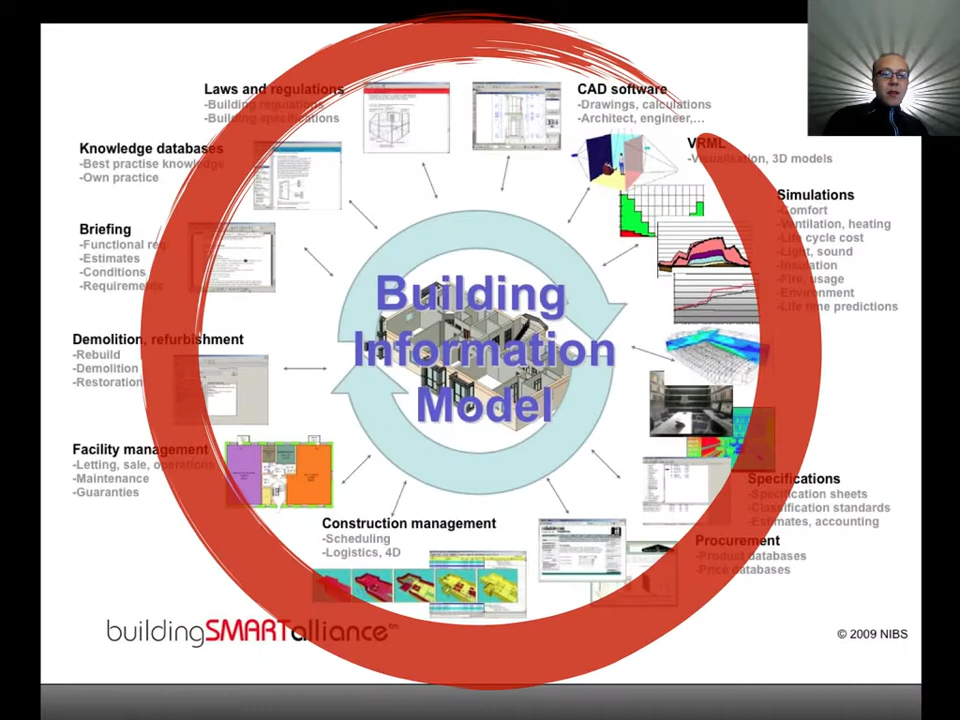 Laws and regulations
-Building regulations
-Building specifications
CAD software
-Drawings, calculations
-Architect, engineer,...
Knowledge databases
-Best practise knowledge
-Own practice
VRML
-Visualisation, 3D models
Briefing
-Functional req
-Estimates
-Conditions
-Requirements
Simulations
-Comfort
-Ventilation, heating
-Life cycle cost
-Light, sound
-Insulation
-Fire, usage
-Environment
-Life time predictions
Building
Information
Model
Demolition, refurbishment
-Rebuild
-Demolition
-Restoration
Facility management
-Letting, sale, operations
-Maintenance
-Guaranties
Specifications
-Specification sheets
-Classification standards
-Estimates, accounting
Construction management
-Scheduling
-Logistics, 4D
Procurement
-Product databases
-Price databases
buildingSMARTalliance™
© 2009 NIBS